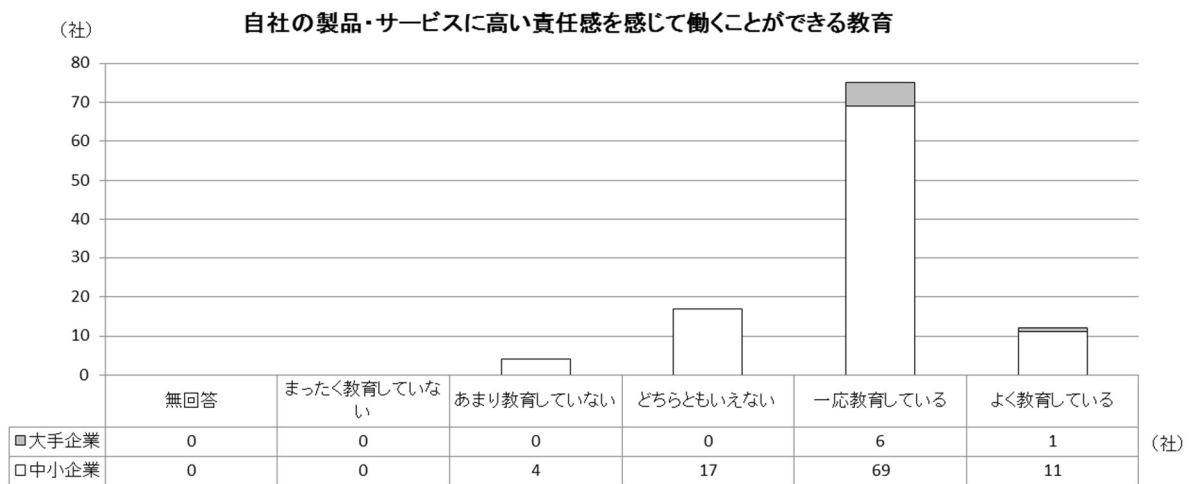 自社の製品・サービスに高い責任感を感じて働くことができる教育
（社）
80
70
60
50
40
30
20
10
0
無回答 まったく教育していな
い あまり教育していない どちらともいえない 一応教育している よく教育している
大手企業 0 0 0 0 6 1 （社）
中小企業 0 0 4 17 69 11